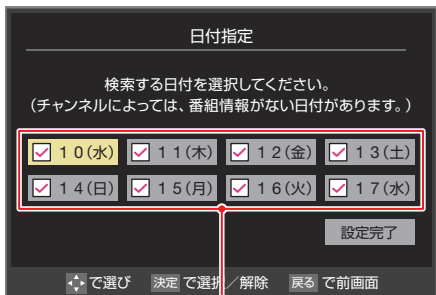 日付指定
検索する日付を選択してください。
(チャンネルによっては、番組情報がない日付があります。)
10(水) 11(木) 12(金) 13(土)
14(日) 15(月) 16(火) 17(水)
設定完了
で選び 決定 で選択/解除 戻る で前画面